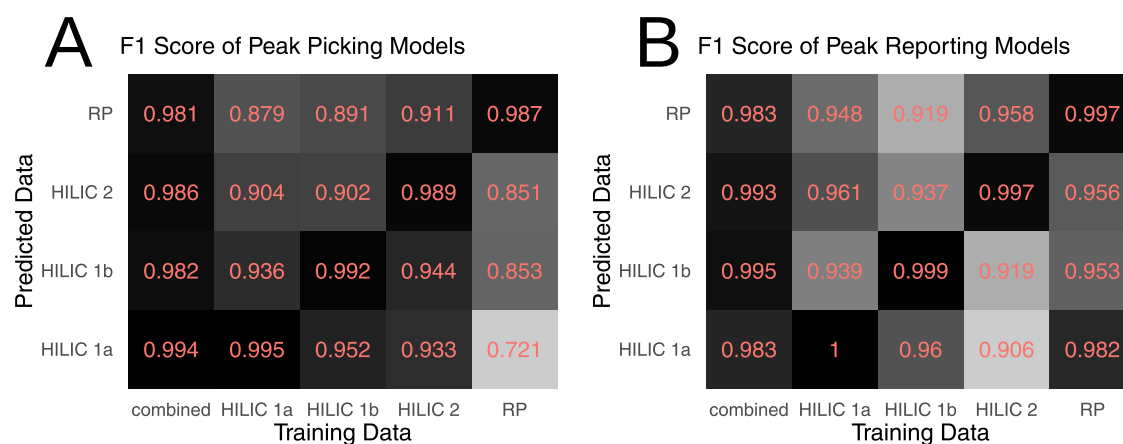 A
F1 Score of Peak Picking Models
Predicted Data
RP
0.981 0.879 0.891 0.911 0.987
HILIC 2
0.986 0.904 0.902 0.989 0.851
HILIC 1b
0.982 0.936 0.992 0.944 0.853
HILIC 1a
0.994 0.995 0.952 0.933 0.721
combined HILIC 1a HILIC 1b HILIC 2 RP
Training Data
B
F1 Score of Peak Reporting Models
Predicted Data
RP
0.983 0.948 0.919 0.958 0.997
HILIC 2
0.993 0.961 0.937 0.997 0.956
HILIC 1b
0.995 0.939 0.999 0.919 0.953
HILIC 1a
0.983 1 0.96 0.906 0.982
combined HILIC 1a HILIC 1b HILIC 2 RP
Training Data